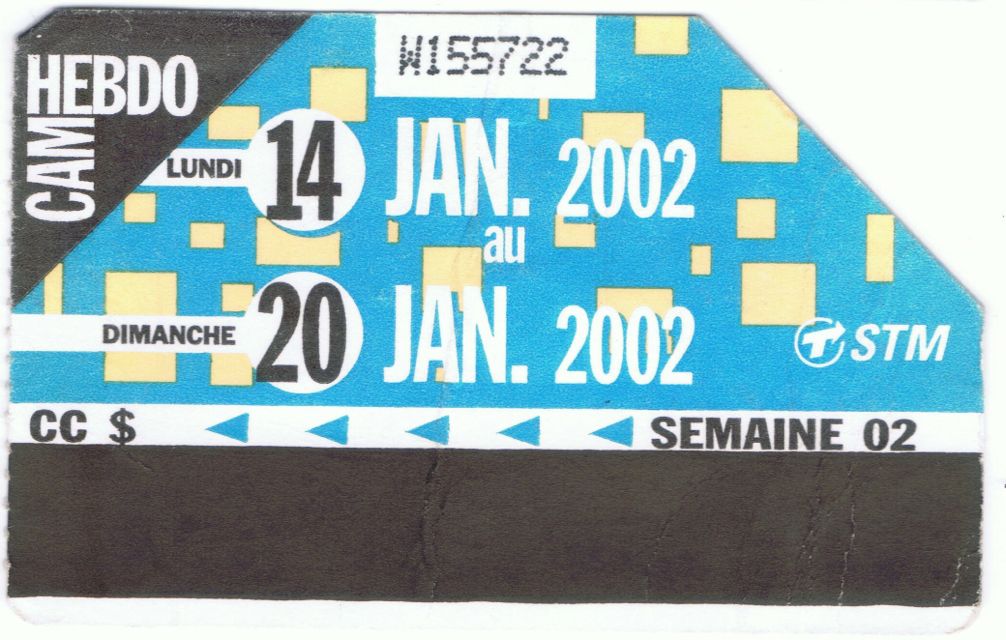 W155722
CAM
HEBDO
LUNDI 14 JAN. 2002
au
DIMANCHE 20 JAN. 2002
STM
CC $ SEMAINE 02